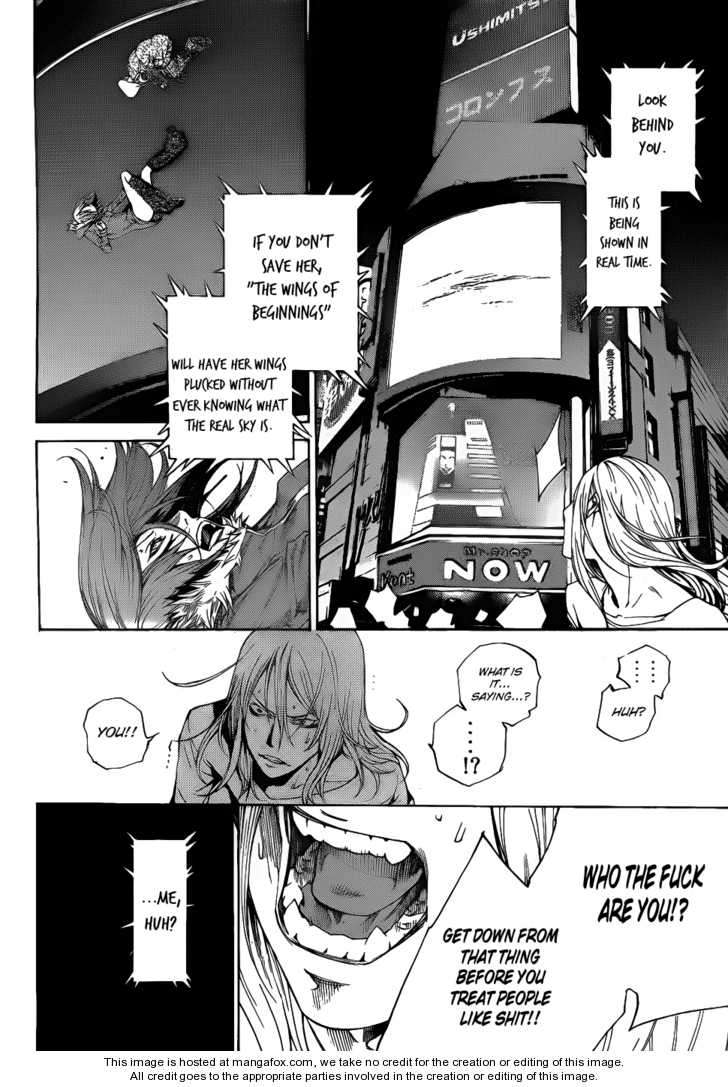 USHIMITS
コロンフス
LOOK
BEHIND
YOU.
THIS IS
BEING
SHOWN IN
REAL TIME.
IF YOU DON'T
SAVE HER,
"THE WINGS OF
BEGINNINGS"
WILL HAVE HER WINGS
PLUCKED WITHOUT
EVER KNOWING WHAT
THE REAL SKY IS.
Mr.shop
Font
NOW
......
HUH?
WHAT IS
IT...
SAYING...?
......
!?
YOU!!
WHO THE FUCK
ARE YOU!?
GET DOWN FROM
THAT THING
BEFORE YOU
TREAT PEOPLE
LIKE SHIT!!
...ME,
HUH?
This image is hosted at mangafox.com, we take no credit for the creation or editing of this image.
All credit goes to the appropriate parties involved in the creation or editing of this image.